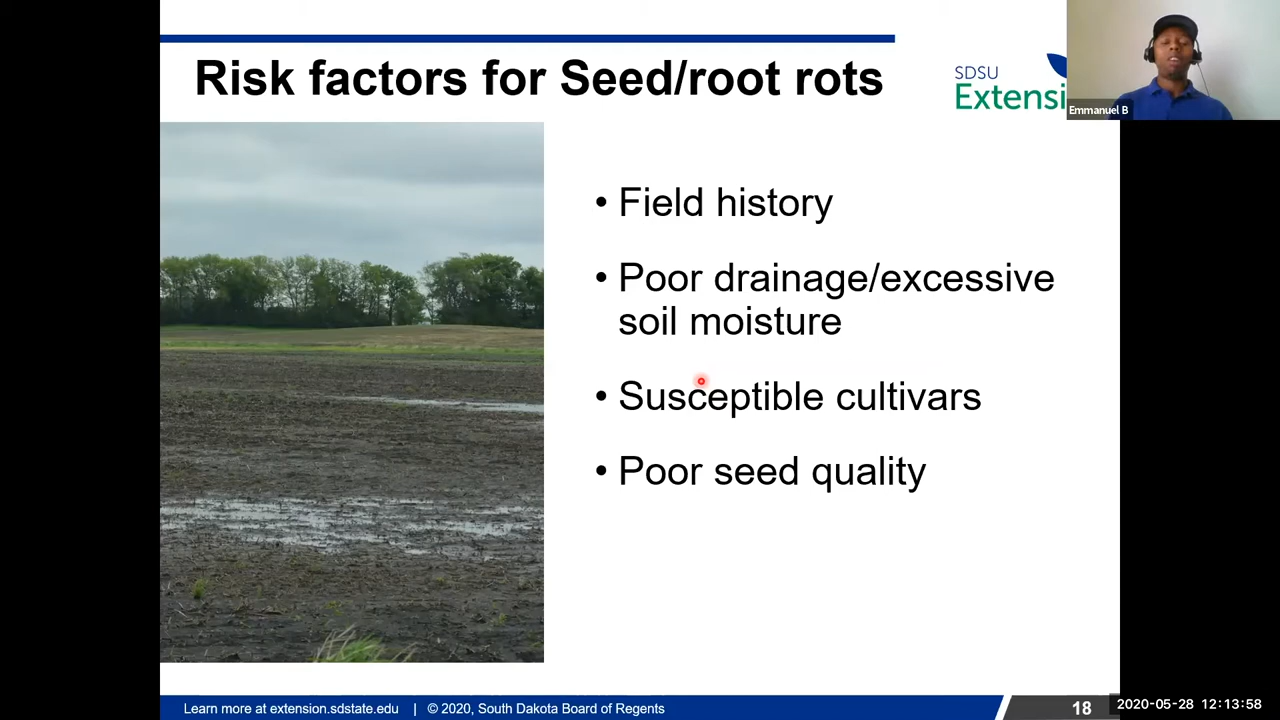 Risk factors for Seed/root rots
SDSU
Extensi
Emmanuel B
• Field history
• Poor drainage/excessive
soil moisture
• Susceptible cultivars
• Poor seed quality
Learn more at extension.sdstate.edu | © 2020, South Dakota Board of Regents
18
2020-05-28 12:13:58